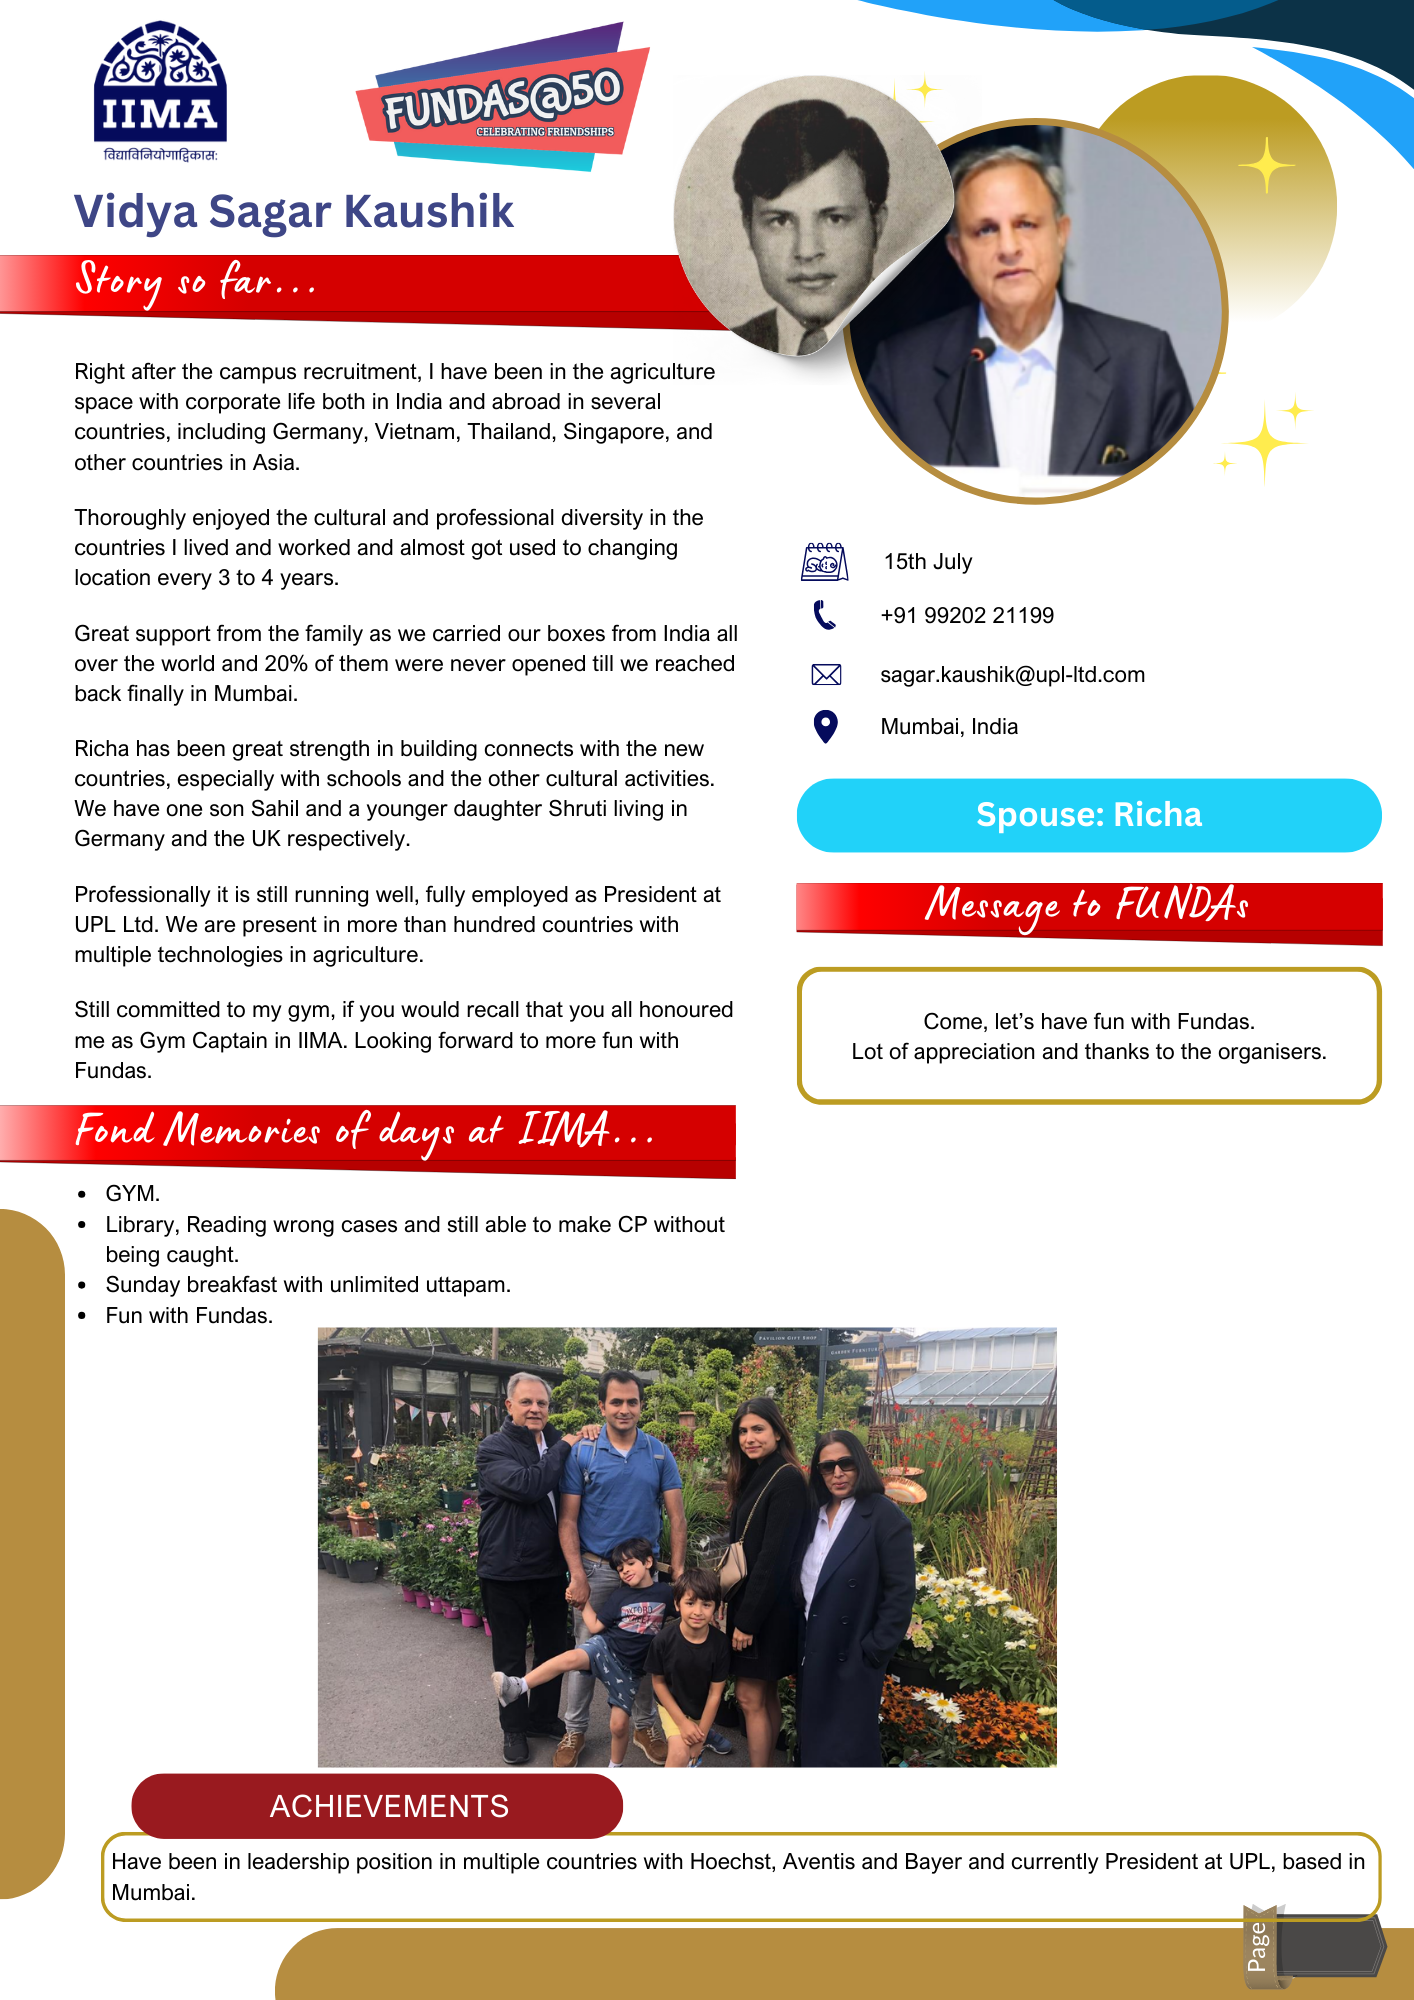 IIMA
विद्याविनियोगाद्विकास:
FUNDAS@50
CELEBRATING FRIENDSHIPS
Vidya Sagar Kaushik
Story so far...
Right after the campus recruitment, I have been in the agriculture
space with corporate life both in India and abroad in several
countries, including Germany, Vietnam, Thailand, Singapore, and
other countries in Asia.
Thoroughly enjoyed the cultural and professional diversity in the
countries I lived and worked and almost got used to changing
location every 3 to 4 years.
Great support from the family as we carried our boxes from India all
over the world and 20% of them were never opened till we reached
back finally in Mumbai.
Richa has been great strength in building connects with the new
countries, especially with schools and the other cultural activities.
We have one son Sahil and a younger daughter Shruti living in
Germany and the UK respectively.
Professionally it is still running well, fully employed as President at
UPL Ltd. We are present in more than hundred countries with
multiple technologies in agriculture.
Still committed to my gym, if you would recall that you all honoured
me as Gym Captain in IIMA. Looking forward to more fun with
Fundas.
15th July
+91 99202 21199
sagar.kaushik@upl-ltd.com
Mumbai, India
Spouse: Richa
Message to FUNDAs
Come, let’s have fun with Fundas.
Lot of appreciation and thanks to the organisers.
Fond Memories of days at IIMA...
• GYM.
• Library, Reading wrong cases and still able to make CP without
being caught.
• Sunday breakfast with unlimited uttapam.
• Fun with Fundas.
PAVILION GIFT SHOP
GARDEN FURNITURE
OXFORD
ACHIEVEMENTS
Have been in leadership position in multiple countries with Hoechst, Aventis and Bayer and currently President at UPL, based in
Mumbai.
Page